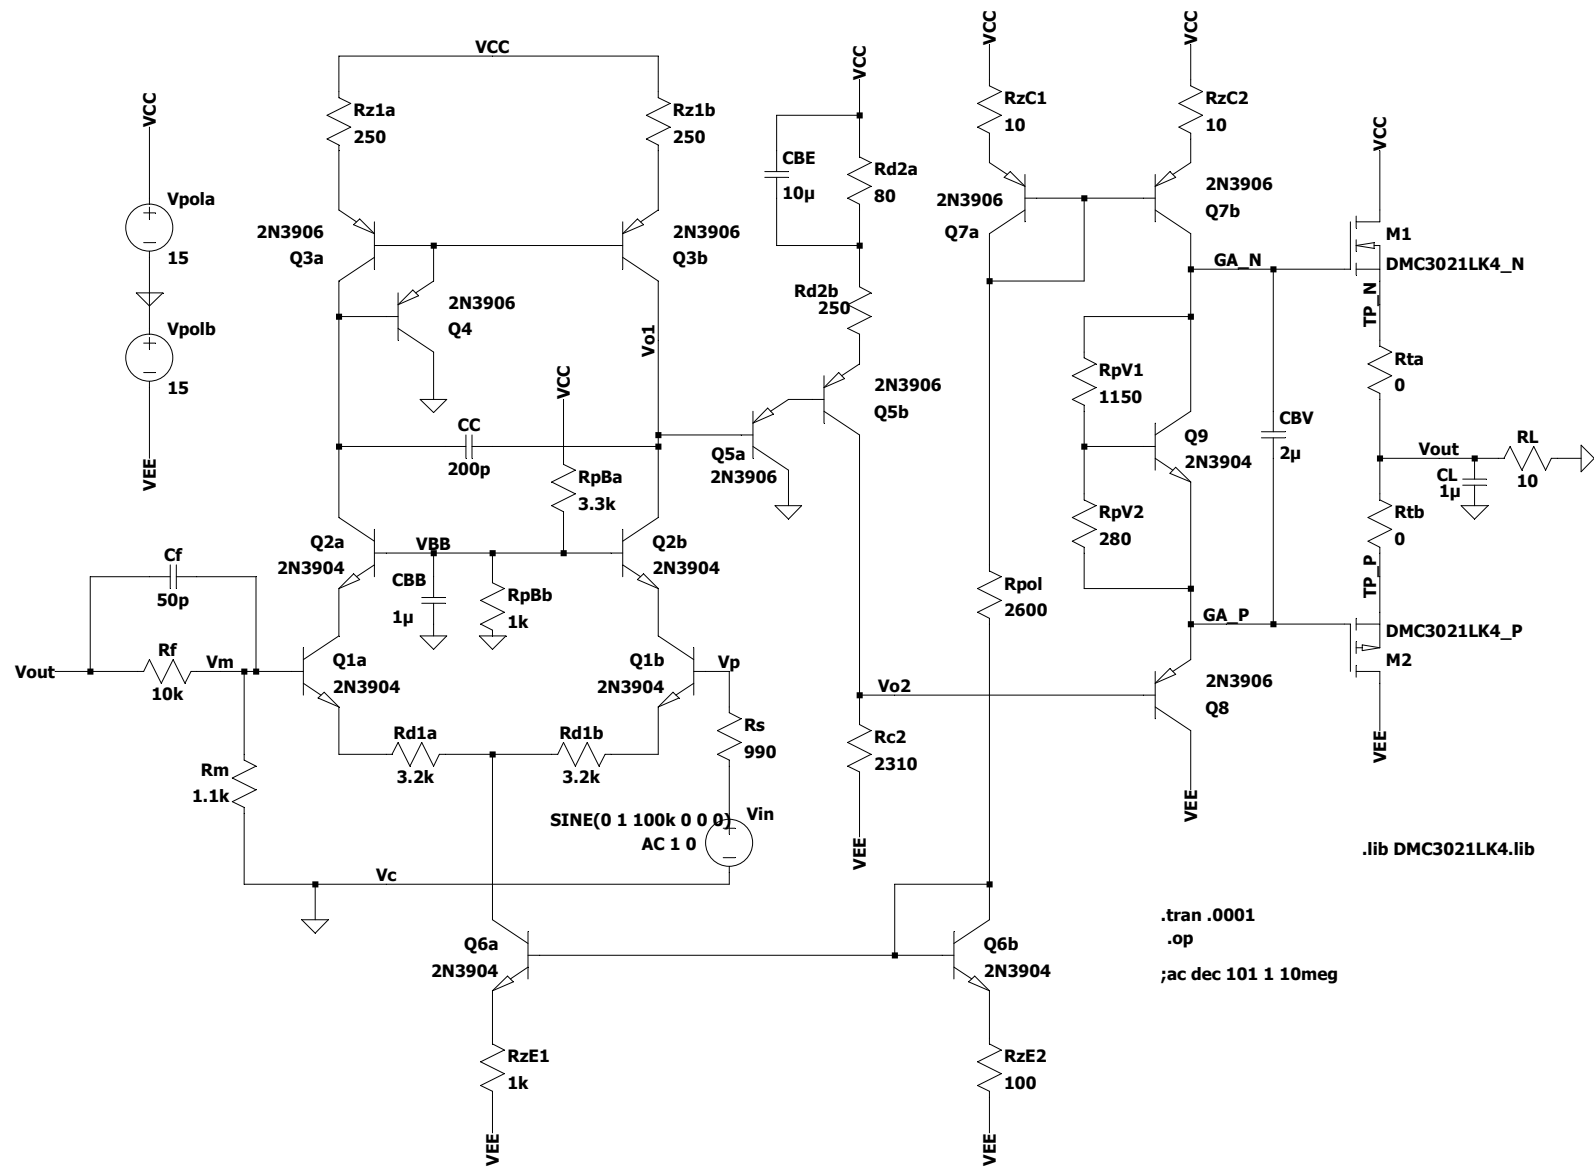 VCC
Rz1a
250
Rz1b
250
VCC
Vpola
15
Vpolb
15
VEE
2N3906
Q3a
2N3906
Q3b
2N3906
Q4
Vo1
CC
200p
VCC
RpBa
3.3k
Q2a
2N3904
VBB
CBB
1µ
RpBb
1k
Q2b
2N3904
Cf
50p
Vout
Rf
10k
Vm
Q1a
2N3904
Q1b
2N3904
Vp
Rd1a
3.2k
Rd1b
3.2k
Rs
990
Rm
1.1k
SINE(0 1 100k 0 0 0)
AC 1 0
Vin
Vc
Q6a
2N3904
RzE1
1k
VEE
Q6b
2N3904
RzE2
100
VEE
VCC
CBE
10µ
Rd2a
80
Rd2b
250
2N3906
Q5b
Q5a
2N3906
Vo2
Rc2
2310
VEE
VCC
RzC1
10
VCC
RzC2
10
2N3906
Q7a
2N3906
Q7b
Rpol
2600
RpV1
1150
RpV2
280
Q9
2N3904
GA_N
GA_P
CBV
2µ
2N3906
Q8
VEE
VCC
M1
DMC3021LK4_N
TP_N
Rta
0
Vout
CL
1µ
RL
10
Rtb
0
TP_P
DMC3021LK4_P
M2
VEE
.lib DMC3021LK4.lib
.tran .0001
.op
;ac dec 101 1 10meg